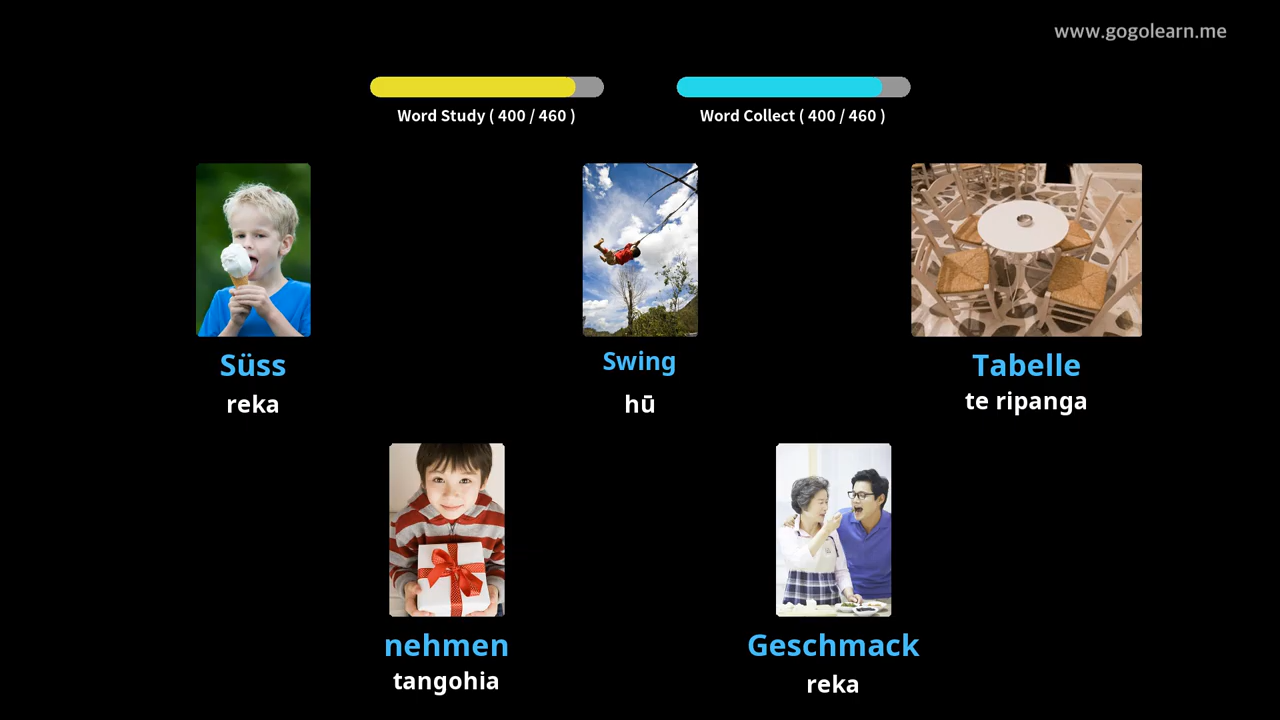 www.gogolearn.me
Word Study ( 400 / 460 )
Word Collect ( 400 / 460 )
Süss
reka
Swing
hū
Tabelle
te ripanga
nehmen
tangohia
Geschmack
reka